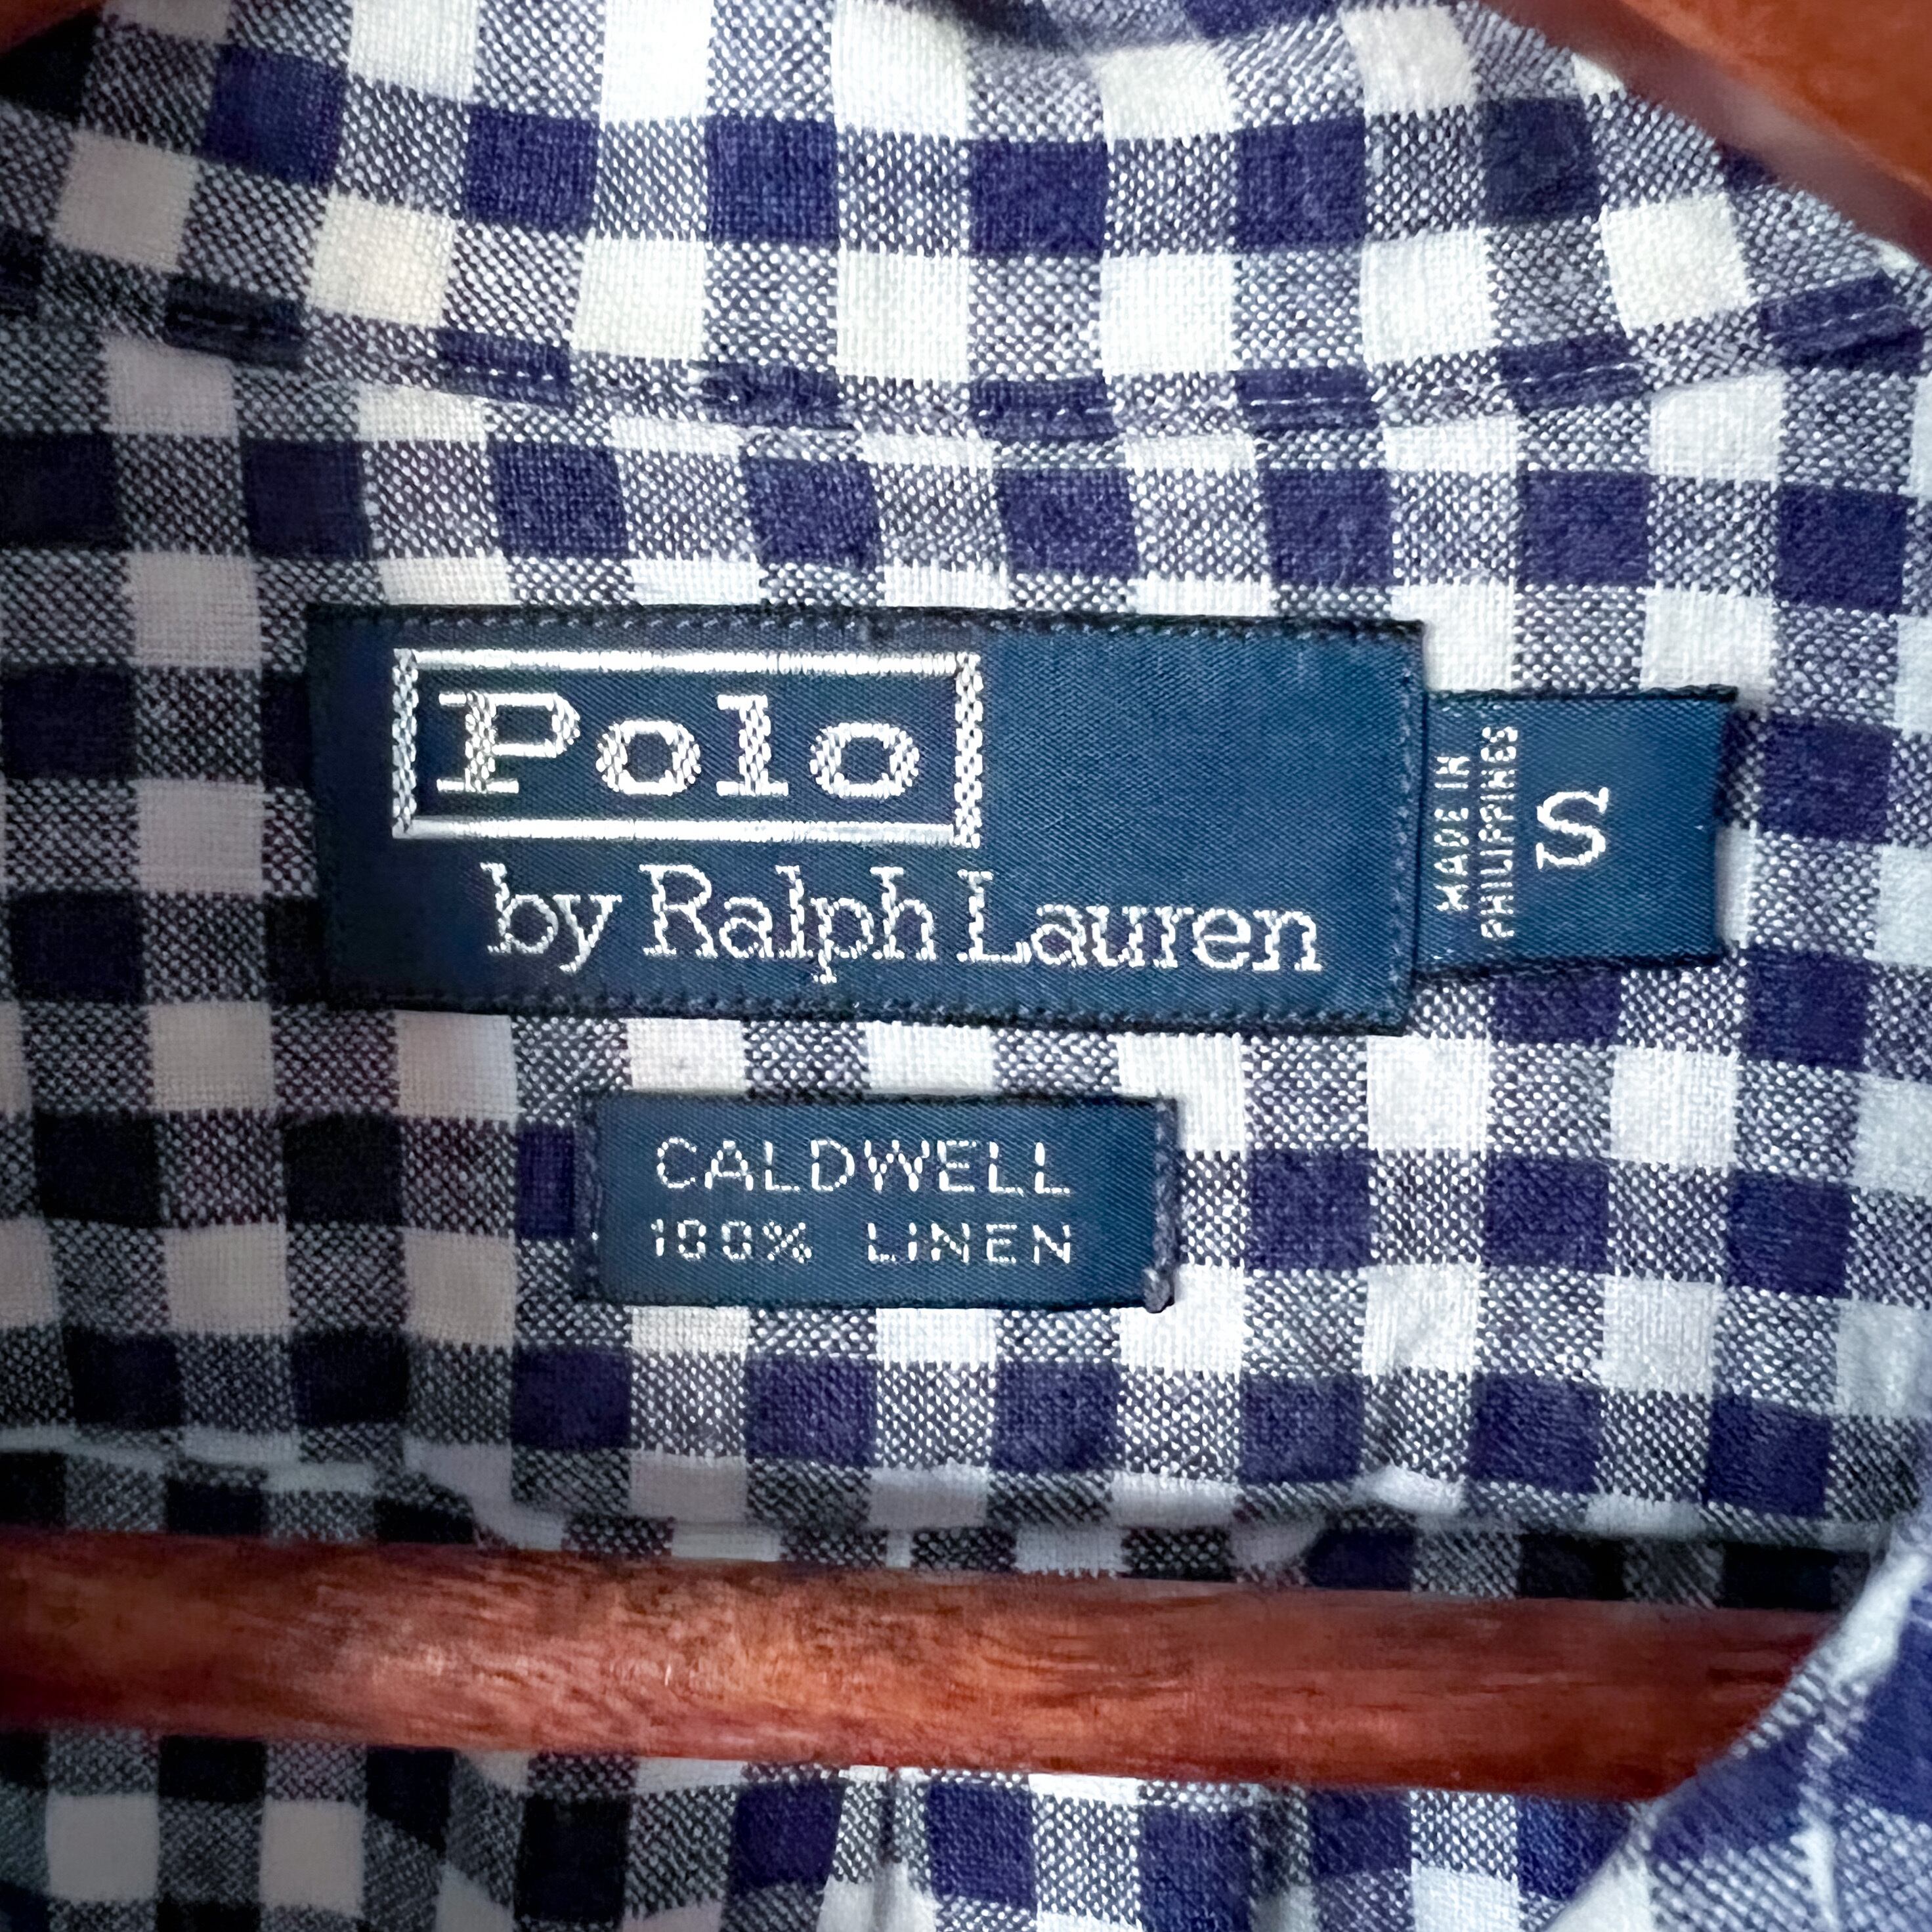 Polo
by Ralph Lauren
MADE IN
PHILIPPINES
S
CALDWELL
100% LINEN